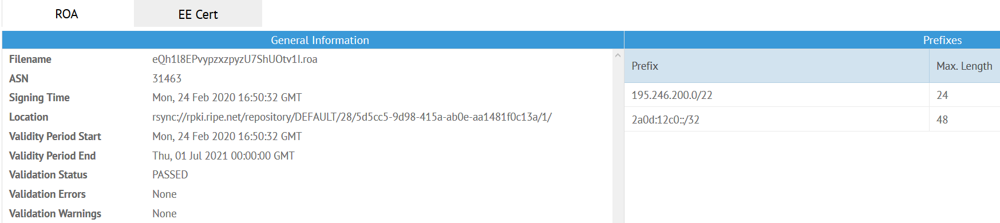 ROA
EE Cert
General Information
Filename eQh1l8EPvypzxzpyzU7ShUOtv1I.roa
ASN 31463
Signing Time Mon, 24 Feb 2020 16:50:32 GMT
Location rsync://rpki.ripe.net/repository/DEFAULT/28/5d5cc5-9d98-415a-ab0e-aa1481f0c13a/1/
Validity Period Start Mon, 24 Feb 2020 16:50:32 GMT
Validity Period End Thu, 01 Jul 2021 00:00:00 GMT
Validation Status PASSED
Validation Errors None
Validation Warnings None
Prefixes
Prefix Max. Length
195.246.200.0/22 24
2a0d:12c0::/32 48